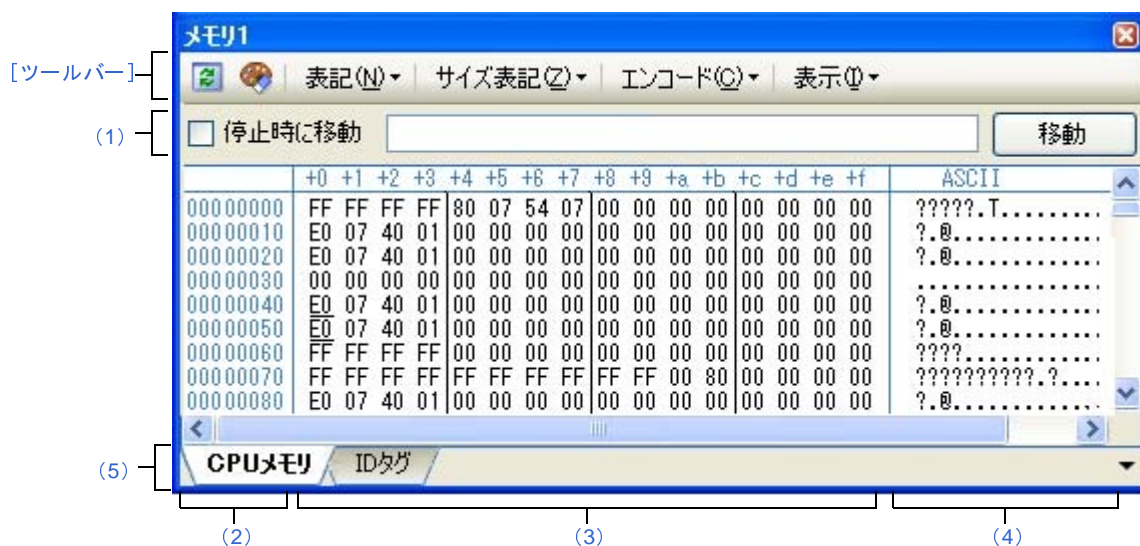 メモリ1
[ツールバー]
表記(N) サイズ表記(Z) エンコード(C) 表示(I)
(1)
停止時に移動 移動
+0 +1 +2 +3 +4 +5 +6 +7 +8 +9 +a +b +c +d +e +f ASCII
00000000 FF FF FF FF 80 07 54 07 00 00 00 00 00 00 00 00 ?????.T.........
00000010 E0 07 40 01 00 00 00 00 00 00 00 00 00 00 00 00 ?.@.............
00000020 E0 07 40 01 00 00 00 00 00 00 00 00 00 00 00 00 ?.@.............
00000030 00 00 00 00 00 00 00 00 00 00 00 00 00 00 00 00 ................
00000040 E0 07 40 01 00 00 00 00 00 00 00 00 00 00 00 00 ?.@.............
00000050 E0 07 40 01 00 00 00 00 00 00 00 00 00 00 00 00 ?.@.............
00000060 FF FF FF FF 00 00 00 00 00 00 00 00 00 00 00 00 ????............
00000070 FF FF FF FF FF FF FF FF FF FF 00 80 00 00 00 00 ??????????.?....
00000080 E0 07 40 01 00 00 00 00 00 00 00 00 00 00 00 00 ?.@.............
(5)
CPUメモリ IDタグ
(2) (3) (4)